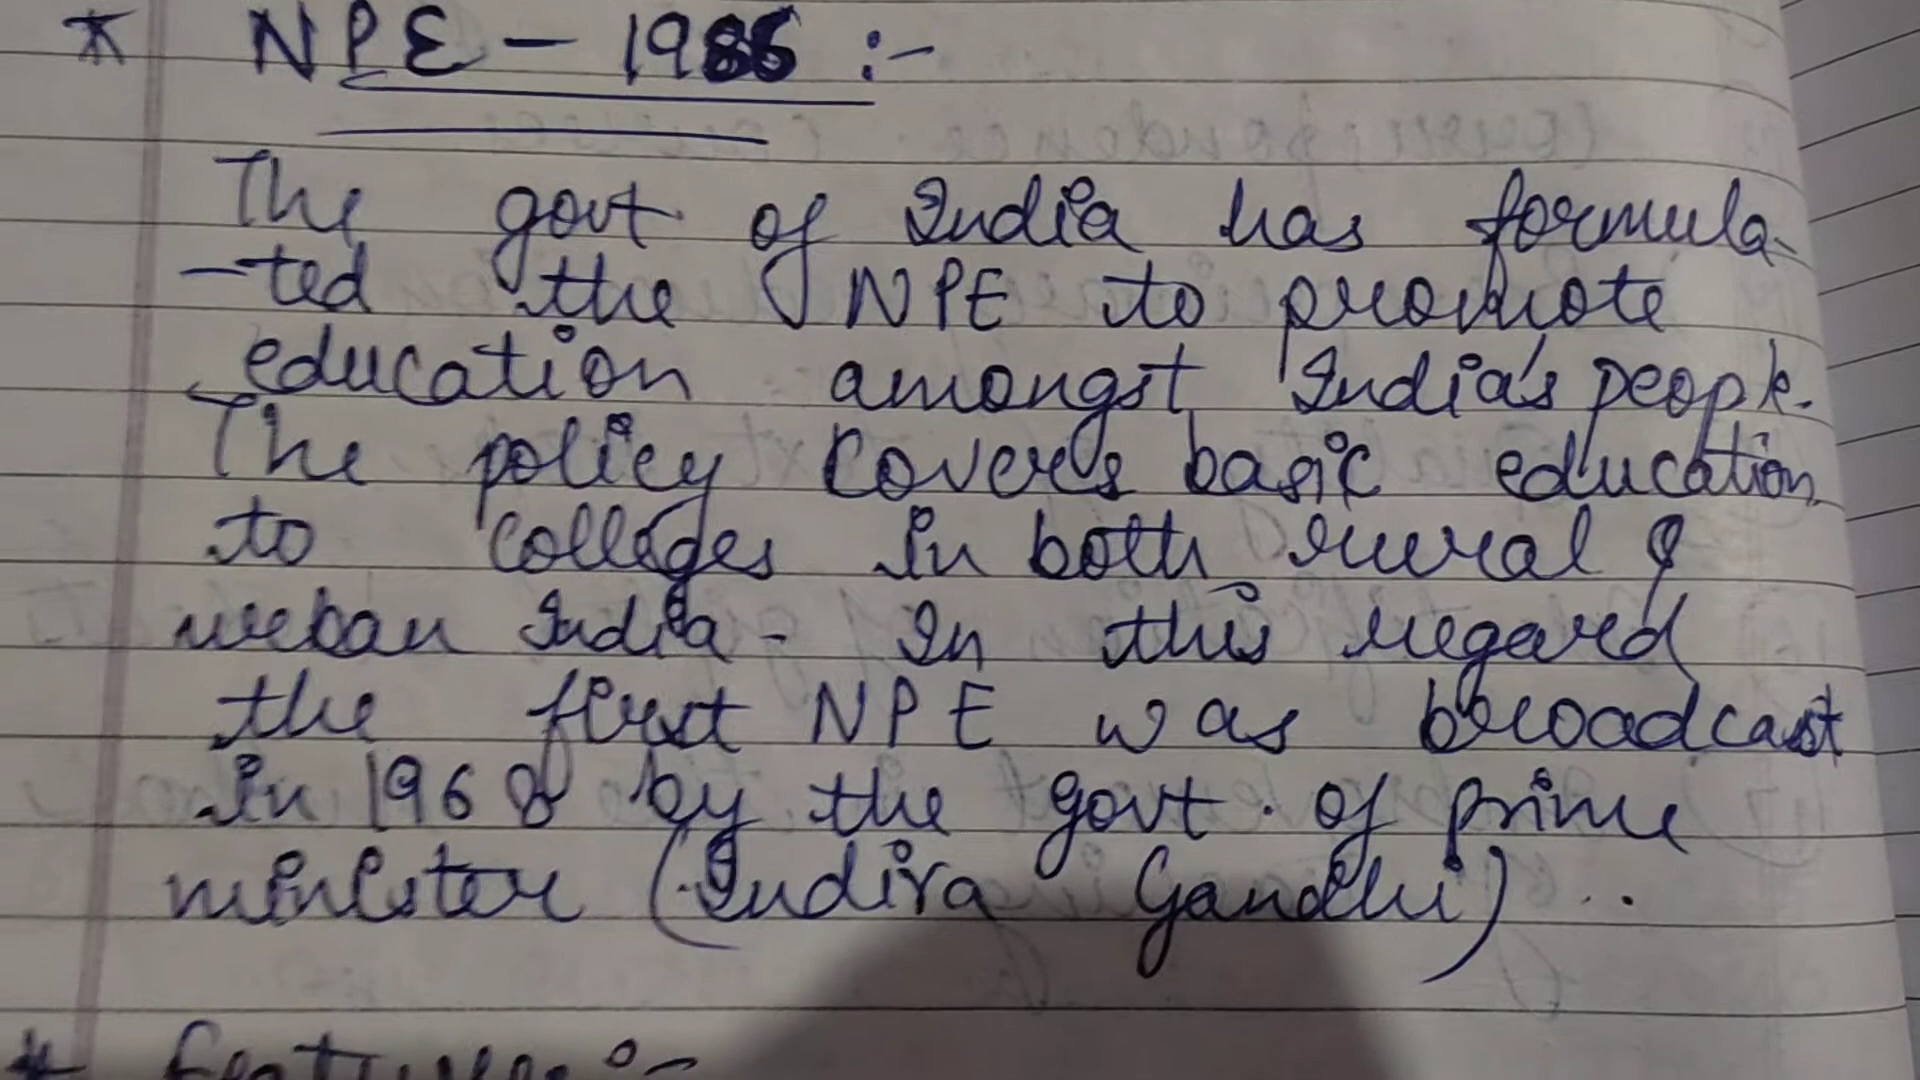 * NPE - 1986 :-
The govt. of India has formula-
-ted the NPE to promote
education amongst India's people.
The policy covers basic education
to colleges in both rural &
urban India - In this regard
the first NPE was broadcast
in 1968 by the govt. of prime
minister (Indira Gandhi) ..
* features :-